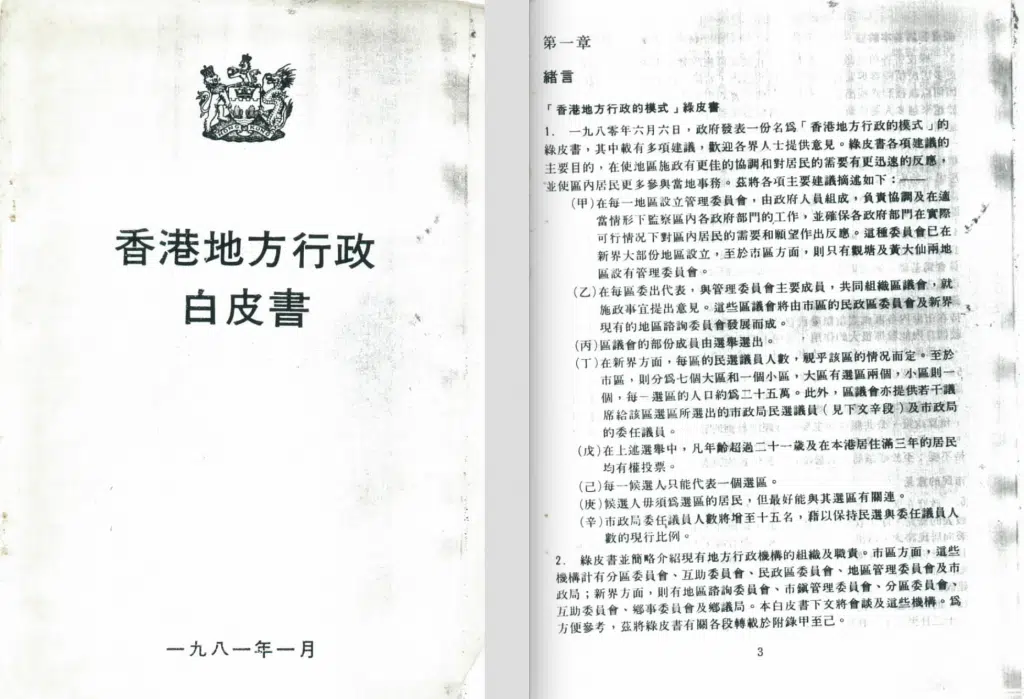 香港地方行政
白皮書
一九八一年一月
第一章
緒言
「香港地方行政的模式」綠皮書
1. 一九八零年六月六日，政府發表一份名爲「香港地方行政的模式」的
綠皮書，其中載有多項建議，歡迎各界人士提供意見。綠皮書各項建議的
主要目的，在使地區施政有更佳的協調和對居民的需要有更迅速的反應，
並使區內居民更多參與當地事務。茲將各項主要建議摘述如下：——
(甲)在每一地區設立管理委員會，由政府人員組成，負責協調及在適
當情形下監察區內各政府部門的工作，並確保各政府部門在實際
可行情況下對區內居民的需要和願望作出反應。這種委員會已在
新界大部份地區設立，至於市區方面，則只有觀塘及黃大仙兩地
區設有管理委員會。
(乙)在每區委出代表，與管理委員會主要成員，共同組織區議會，就
施政事宜提出意見。這些區議會將由市區的民政區委員會及新界
現有的地區諮詢委員會發展而成。
(丙)區議會的部份成員由選舉選出。
(丁)在新界方面，每區的民選議員人數，視乎該區的情況而定。至於
市區，則分爲七個大區和一個小區，大區有選區兩個，小區則一
個，每一選區的人口約爲二十五萬。此外，區議會亦提供若干議
席給該區選區所選出的市政局民選議員（見下文辛段）及市政局
的委任議員。
(戊)在上述選舉中，凡年齡超過二十一歲及在本港居住滿三年的居民
均有權投票。
(己)每一候選人只能代表一個選區。
(庚)候選人毋須爲選區的居民，但最好能與其選區有關連。
(辛)市政局委任議員人數將增至十五名，藉以保持民選與委任議員人
數的現行比例。
2. 綠皮書並簡略介紹現有地方行政機構的組織及職責。市區方面，這些
機構計有分區委員會、互助委員會、民政區委員會、地區管理委員會及市
政局；新界方面，則有地區諮詢委員會、市鎭管理委員會、分區委員會、
互助委員會、鄉事委員會及鄉議局。本白皮書下文將會談及這些機構。爲
方便參考，茲將綠皮書有關各段轉載於附錄甲至己。
3